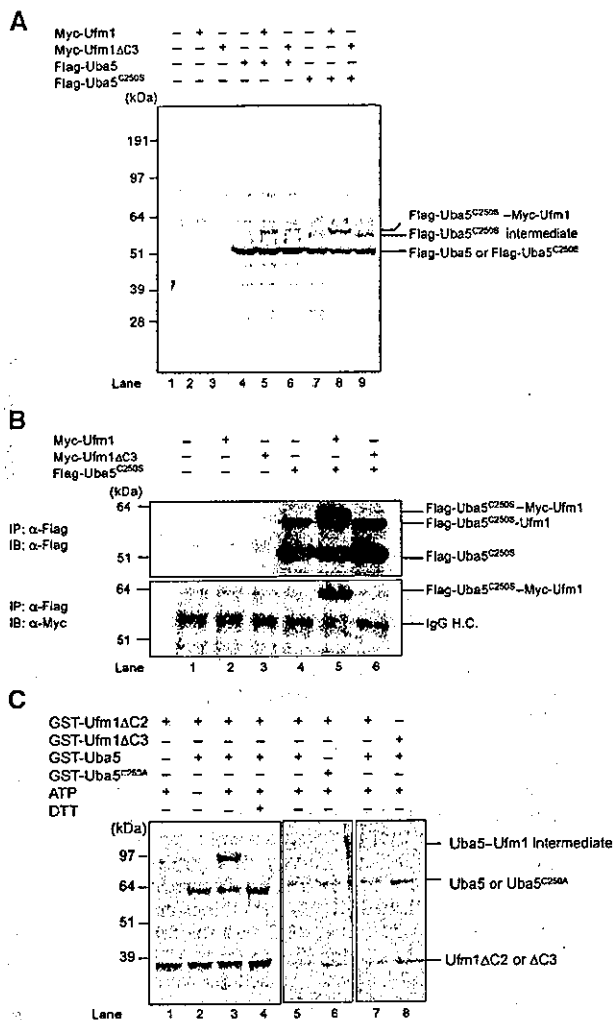 A
Myc-Ufm1 − + − − + − − + −
Myc-Ufm1ΔC3 − − + − − + − − +
Flag-Uba5 − − − + + + − − −
Flag-Uba5C250S − − − − − − + + +
(kDa)
191
97
64
51
39
28
Flag-Uba5C250S −Myc-Ufm1
Flag-Uba5C250S intermediate
Flag-Uba5 or Flag-Uba5C250S
Lane 1 2 3 4 5 6 7 8 9
B
Myc-Ufm1 − + − − + −
Myc-Ufm1ΔC3 − − + − − +
Flag-Uba5C250S − − − + + +
(kDa)
64
51
IP: α-Flag
IB: α-Flag
Flag-Uba5C250S−Myc-Ufm1
Flag-Uba5C250S-Ufm1
Flag-Uba5C250S
64
51
IP: α-Flag
IB: α-Myc
Flag-Uba5C250S−Myc-Ufm1
IgG H.C.
Lane 1 2 3 4 5 6
C
GST-Ufm1ΔC2 + + + + + + + −
GST-Ufm1ΔC3 − − − − − − − +
GST-Uba5 − + + + + − + +
GST-Uba5C250A − − − − − + − −
ATP + − + + + + + +
DTT − − − + − − − −
(kDa)
97
64
51
39
Uba5−Ufm1 Intermediate
Uba5 or Uba5C250A
Ufm1ΔC2 or ΔC3
Lane 1 2 3 4 5 6 7 8